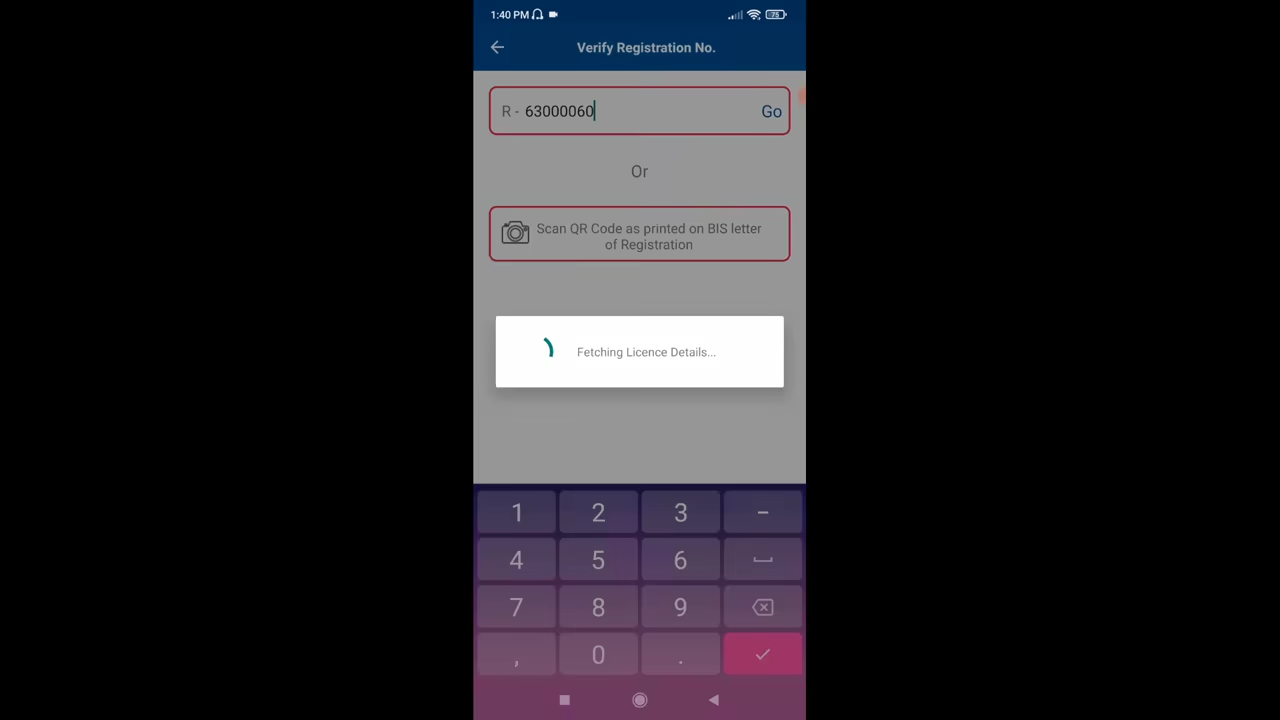 1:40 PM
75
Verify Registration No.
R - 63000060
Go
Or
Scan QR Code as printed on BIS letter
of Registration
Fetching Licence Details...
1 2 3 -
4 5 6
7 8 9
, 0 .